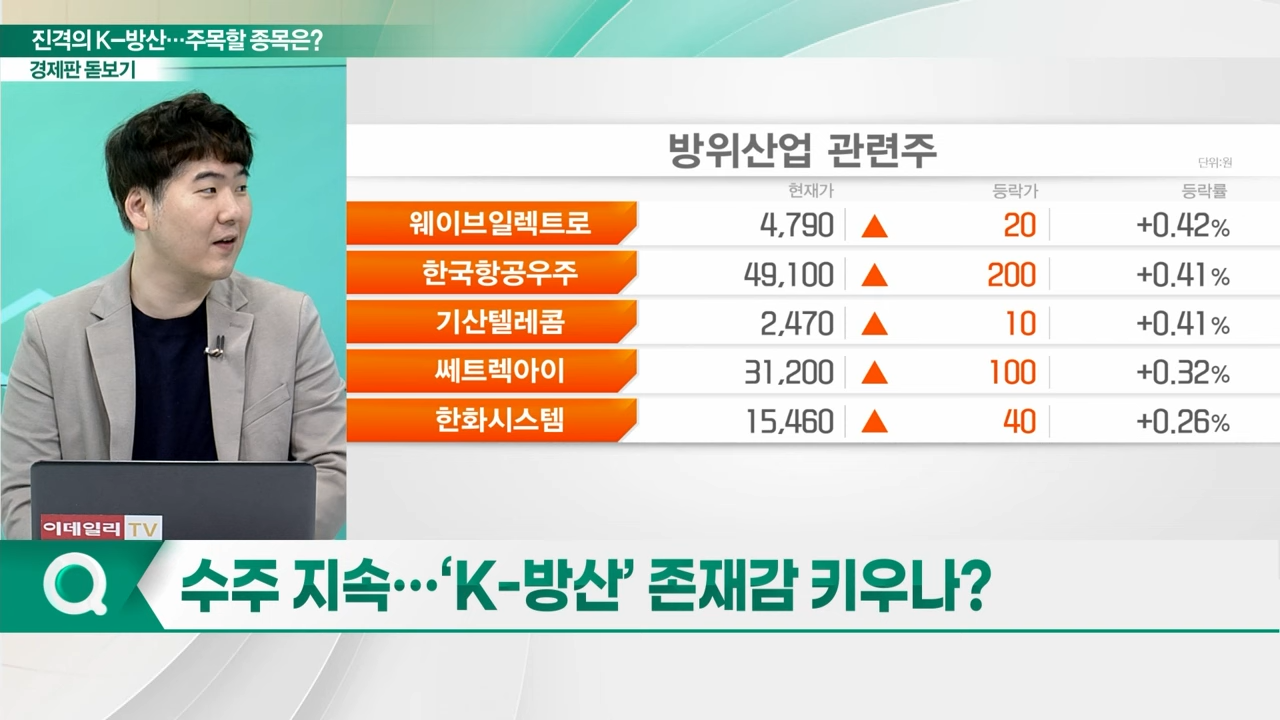 진격의 K-방산…주목할 종목은?
경제판 돋보기
방위산업 관련주
단위:원
현재가 등락가 등락률
웨이브일렉트로 4,790 ▲ 20 +0.42%
한국항공우주 49,100 ▲ 200 +0.41%
기산텔레콤 2,470 ▲ 10 +0.41%
쎄트렉아이 31,200 ▲ 100 +0.32%
한화시스템 15,460 ▲ 40 +0.26%
이데일리 TV
수주 지속…‘K-방산’ 존재감 키우나?